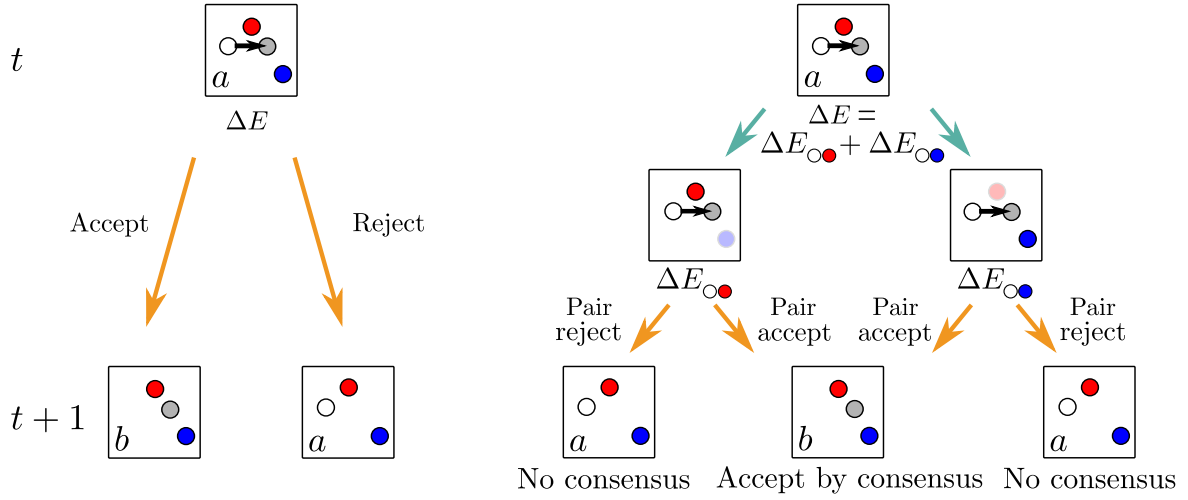 t
a
ΔE
Accept
Reject
t + 1
b
a
a
ΔE =
ΔE + ΔE
ΔE
ΔE
Pair
reject
Pair
accept
Pair
accept
Pair
reject
a
b
a
No consensus
Accept by consensus
No consensus